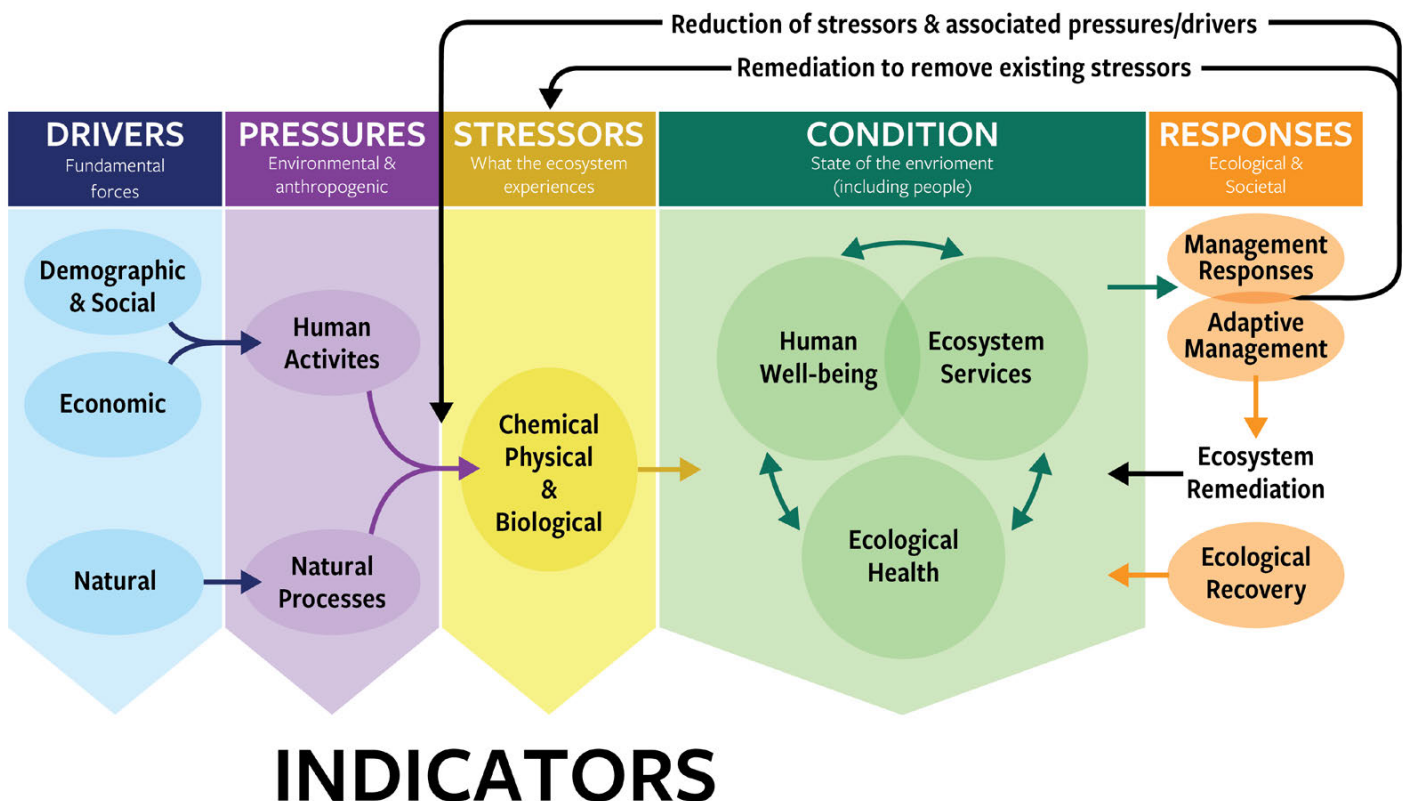 Reduction of stressors & associated pressures/drivers
Remediation to remove existing stressors
DRIVERS
Fundamental
forces
PRESSURES
Environmental &
anthropogenic
STRESSORS
What the ecosystem
experiences
CONDITION
State of the envrioment
(including people)
RESPONSES
Ecological &
Societal
Demographic
& Social
Economic
Natural
Human
Activites
Natural
Processes
Chemical
Physical
&
Biological
Human
Well-being
Ecosystem
Services
Ecological
Health
Management
Responses
Adaptive
Management
Ecosystem
Remediation
Ecological
Recovery
INDICATORS